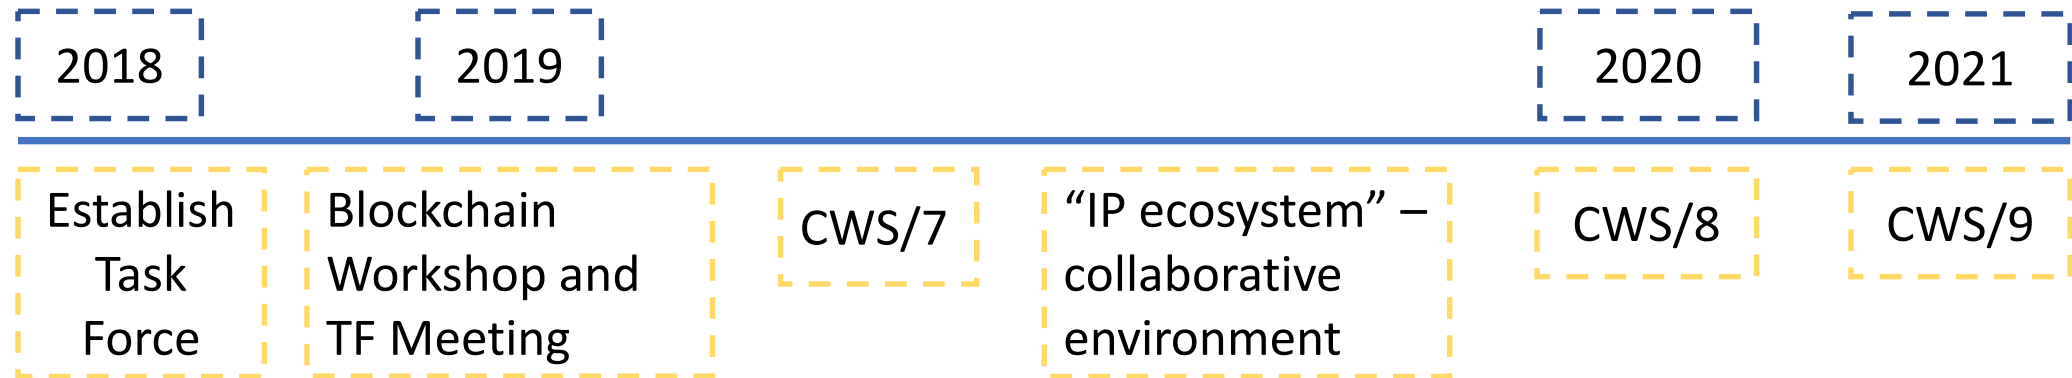 2018
2019
2020
2021
Establish
Task
Force
Blockchain
Workshop and
TF Meeting
CWS/7
“IP ecosystem” –
collaborative
environment
CWS/8
CWS/9